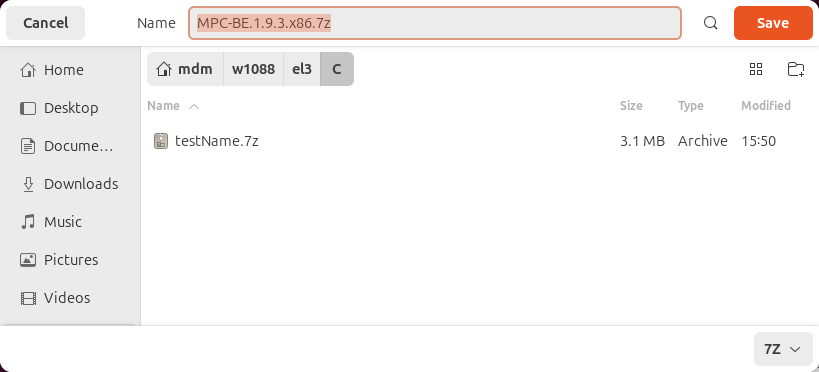 Cancel Name MPC-BE.1.9.3.x86.7z Save
Home mdm w1088 el3 C
Name Size Type Modified
Desktop
testName.7z 3.1 MB Archive 15:50
Docume…
Downloads
Music
Pictures
Videos
7Z